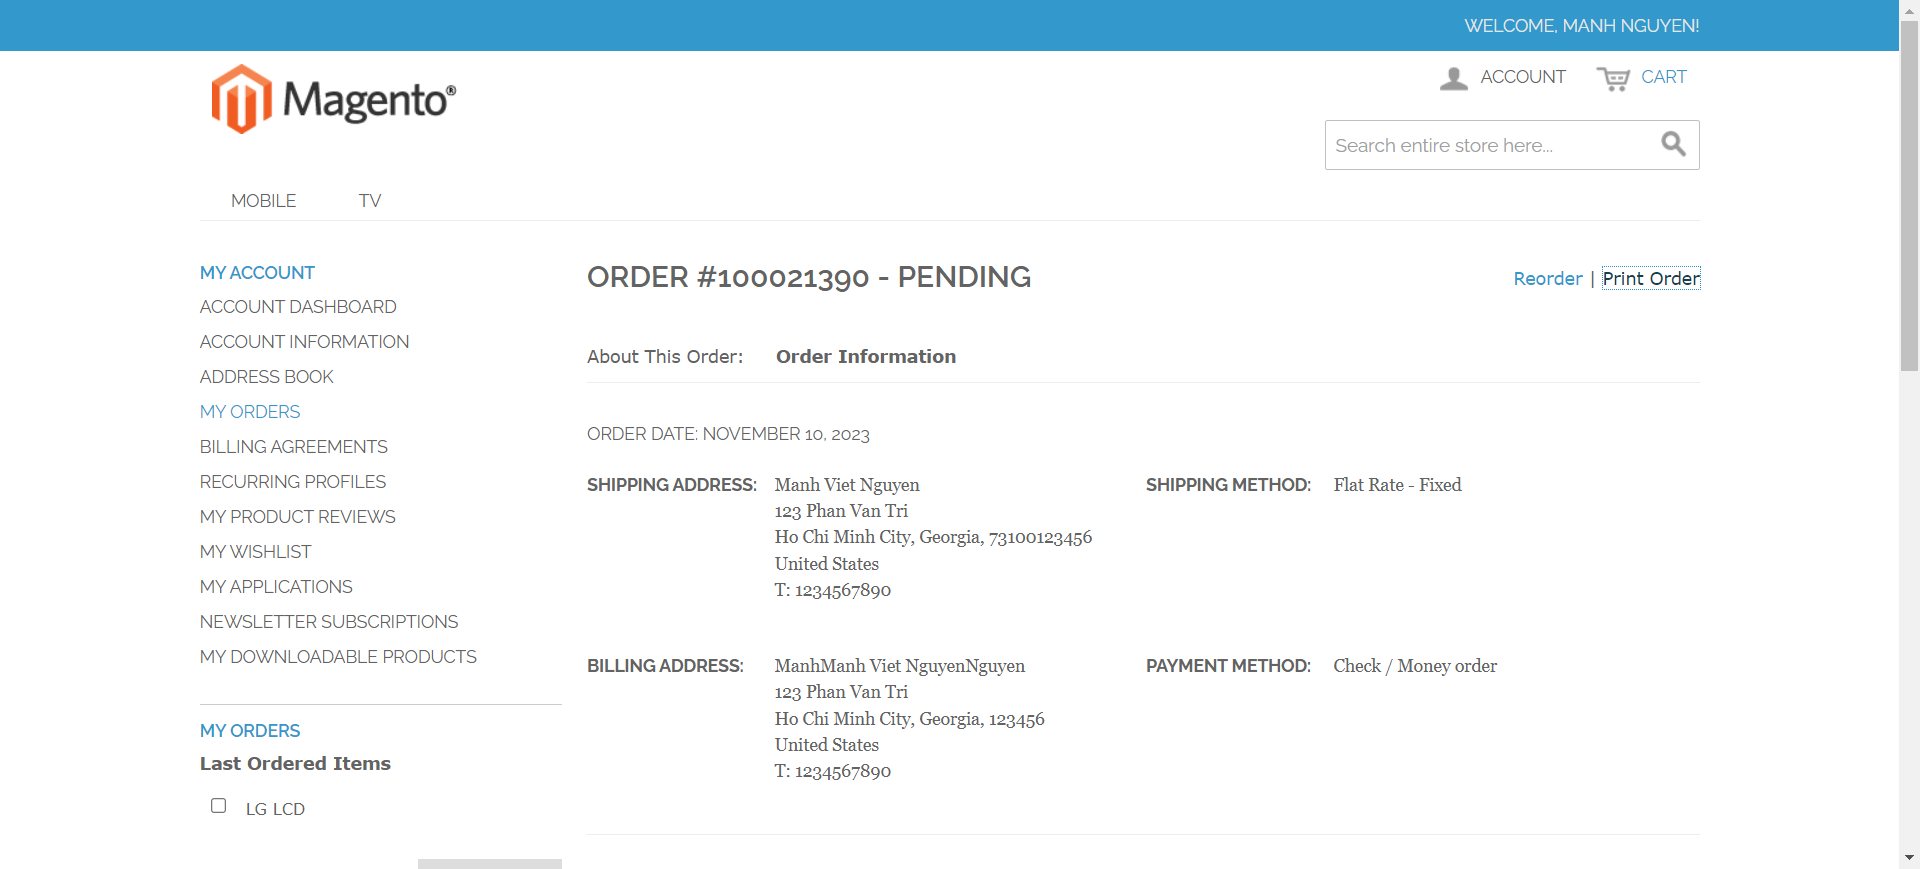 WELCOME, MANH NGUYEN!
Magento®
ACCOUNT
CART
Search entire store here...
MOBILE
TV
MY ACCOUNT
ACCOUNT DASHBOARD
ACCOUNT INFORMATION
ADDRESS BOOK
MY ORDERS
BILLING AGREEMENTS
RECURRING PROFILES
MY PRODUCT REVIEWS
MY WISHLIST
MY APPLICATIONS
NEWSLETTER SUBSCRIPTIONS
MY DOWNLOADABLE PRODUCTS
MY ORDERS
Last Ordered Items
LG LCD
ORDER #100021390 - PENDING
Reorder | Print Order
About This Order: Order Information
ORDER DATE: NOVEMBER 10, 2023
SHIPPING ADDRESS:
Manh Viet Nguyen
123 Phan Van Tri
Ho Chi Minh City, Georgia, 73100123456
United States
T: 1234567890
SHIPPING METHOD:
Flat Rate - Fixed
BILLING ADDRESS:
ManhManh Viet NguyenNguyen
123 Phan Van Tri
Ho Chi Minh City, Georgia, 123456
United States
T: 1234567890
PAYMENT METHOD:
Check / Money order